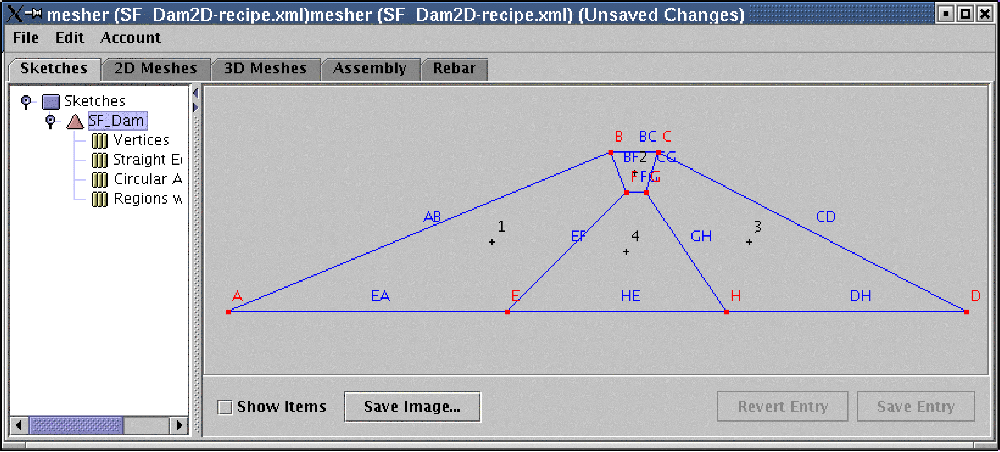 mesher (SF Dam2D-recipe.xml)mesher (SF Dam2D-recipe.xml) (Unsaved Changes)
File Edit Account
Sketches 2D Meshes 3D Meshes Assembly Rebar
Sketches
SF_Dam
Vertices
Straight
Circular A
Regions w
B BC C
BF 2 CG
F FG G
AB 1 EF 4 GH 3 CD
A EA E HE H DH D
Show Items Save Image... Revert Entry Save Entry